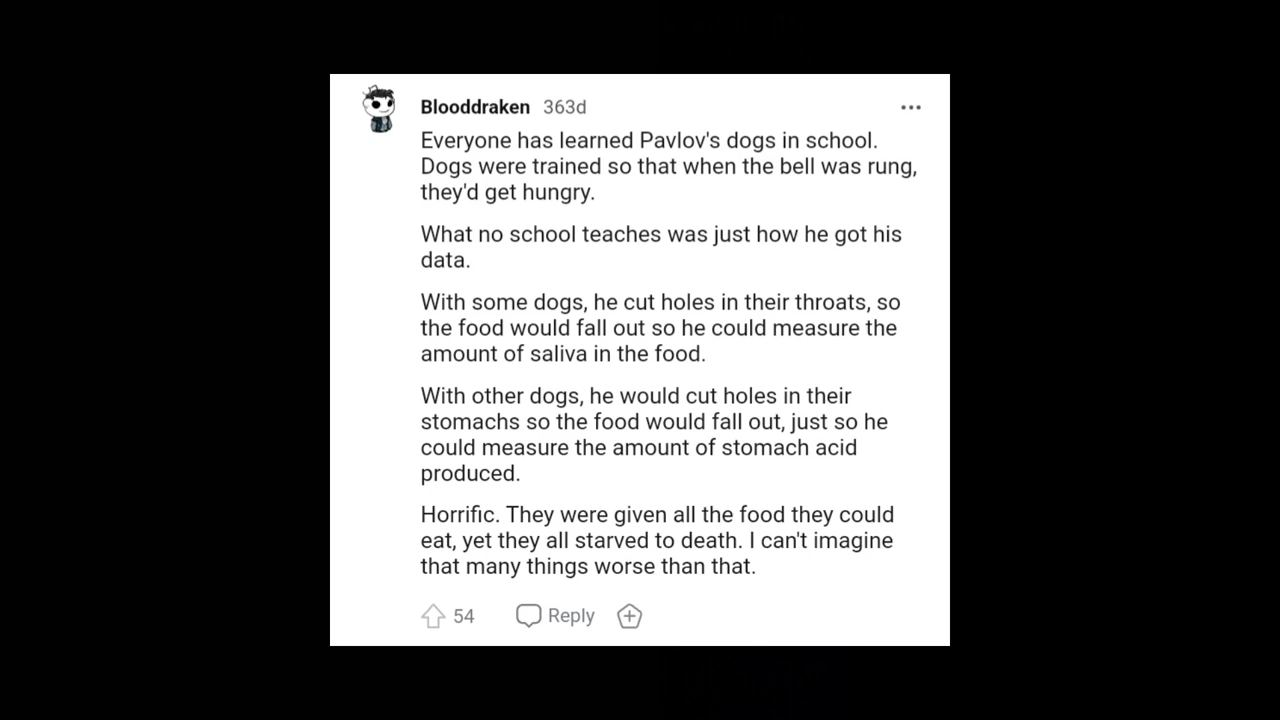 Blooddraken 363d
Everyone has learned Pavlov's dogs in school.
Dogs were trained so that when the bell was rung,
they'd get hungry.
What no school teaches was just how he got his
data.
With some dogs, he cut holes in their throats, so
the food would fall out so he could measure the
amount of saliva in the food.
With other dogs, he would cut holes in their
stomachs so the food would fall out, just so he
could measure the amount of stomach acid
produced.
Horrific. They were given all the food they could
eat, yet they all starved to death. I can't imagine
that many things worse than that.
54 Reply